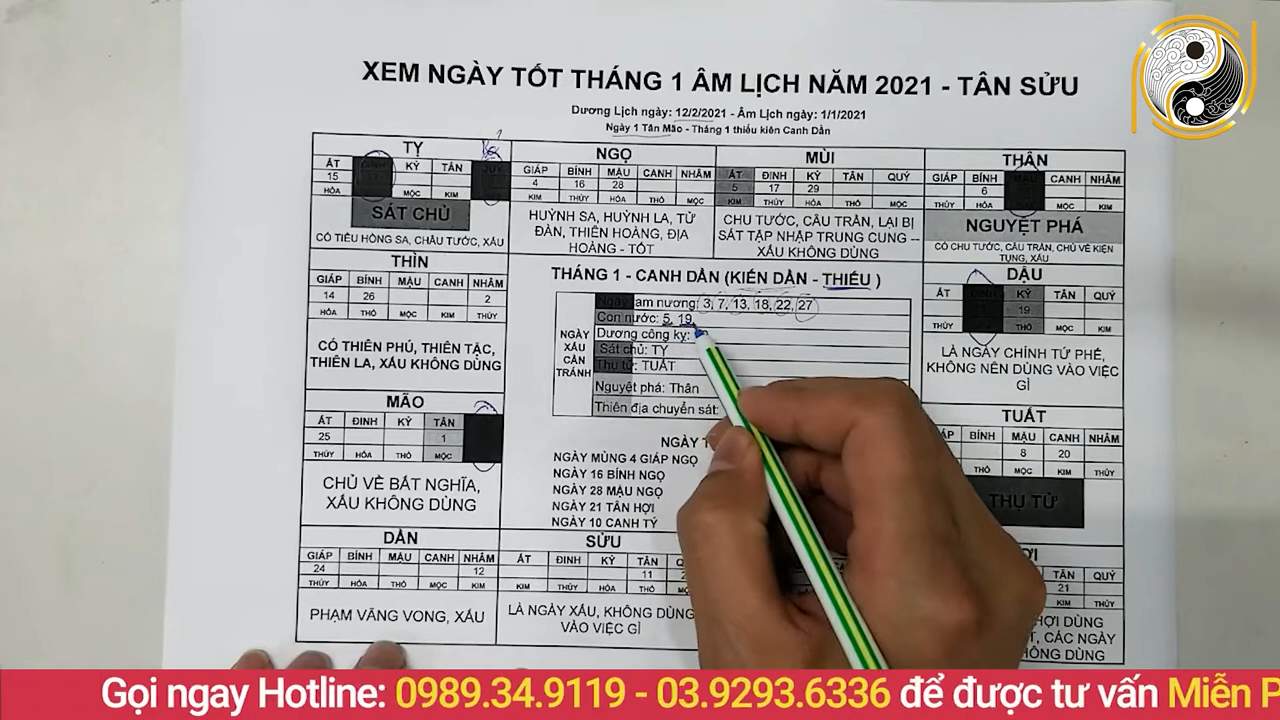 XEM NGÀY TỐT THÁNG 1 ÂM LỊCH NĂM 2021 - TÂN SỬU
Dương Lịch ngày: 12/2/2021 - Âm Lịch ngày: 1/1/2021
Ngày 1 Tân Mão - Tháng 1 thiếu kiên Canh Dần
TỴ
ẤT KỶ TÂN
15
HỎA MỘC KIM
SÁT CHỦ
CÓ TIỂU HỒNG SA, CHÂU TƯỚC, XẤU
NGỌ
GIÁP BÍNH MẬU CANH NHÂM
4 16 28
KIM THỦY HỎA THỔ MỘC
HUỲNH SA, HUỲNH LA, TỬ
ĐÀN, THIÊN HOÀNG, ĐỊA
HOÀNG - TỐT
MÙI
ẤT ĐINH KỶ TÂN QUÝ
5 17 29
KIM THỦY HỎA THỔ MỘC
CHU TƯỚC, CÂU TRẦN, LẠI BỊ
SÁT TẬP NHẬP TRUNG CUNG --
XẤU KHÔNG DÙNG
THÂN
BÍNH CANH NHÂM
6
HỎA MỘC KIM
NGUYỆT PHÁ
CÓ CHU TƯỚC, CÂU TRẦN, CHỦ VỀ KIỆN
TỤNG, XẤU
THÌN
GIÁP BÍNH MẬU CANH NHÂM
14 26 2
HỎA THỔ MỘC KIM THỦY
CÓ THIÊN PHÚ, THIÊN TẶC,
THIÊN LA, XẤU KHÔNG DÙNG
THÁNG 1 - CANH DẦN (KIẾN DẦN - THIẾU )
NGÀY
XẤU
CẦN
TRÁNH
Ngày tam nương: 3, 7, 13, 18, 22, 27
Con nước: 5, 19,
Dương công kỵ:
Sát chủ: TỴ
Thụ tử: TUẤT
Nguyệt phá: Thân
Thiên địa chuyển sát:
NGÀY
NGÀY MÙNG 4 GIÁP NGỌ
NGÀY 16 BÍNH NGỌ
NGÀY 28 MẬU NGỌ
NGÀY 21 TÂN HỢI
NGÀY 10 CANH TÝ
DẬU
ẤT KỶ TÂN QUÝ
19
THỦY THỔ MỘC KIM
LÀ NGÀY CHÍNH TỨ PHẾ,
KHÔNG NÊN DÙNG VÀO VIỆC
GÌ
MÃO
ẤT ĐINH KỶ TÂN
25 1
THỦY HỎA THỔ MỘC
CHỦ VỀ BẤT NGHĨA,
XẤU KHÔNG DÙNG
TUẤT
BÍNH MẬU CANH NHÂM
8 20
THỔ MỘC KIM THỦY
THỤ TỬ
DẦN
GIÁP BÍNH MẬU CANH NHÂM
24 12
THỦY HỎA THỔ MỘC KIM
PHẠM VÃNG VONG, XẤU
SỬU
ẤT ĐINH KỶ TÂN
11
KIM THỦY HỎA THỔ
LÀ NGÀY XẤU, KHÔNG DÙNG
VÀO VIỆC GÌ
TÂN QUÝ
21
KIM THỦY
HỢI DÙNG
CÁC NGÀY
KHÔNG DÙNG
Gọi ngay Hotline: 0989.34.9119 - 03.9293.6336 để được tư vấn Miễn